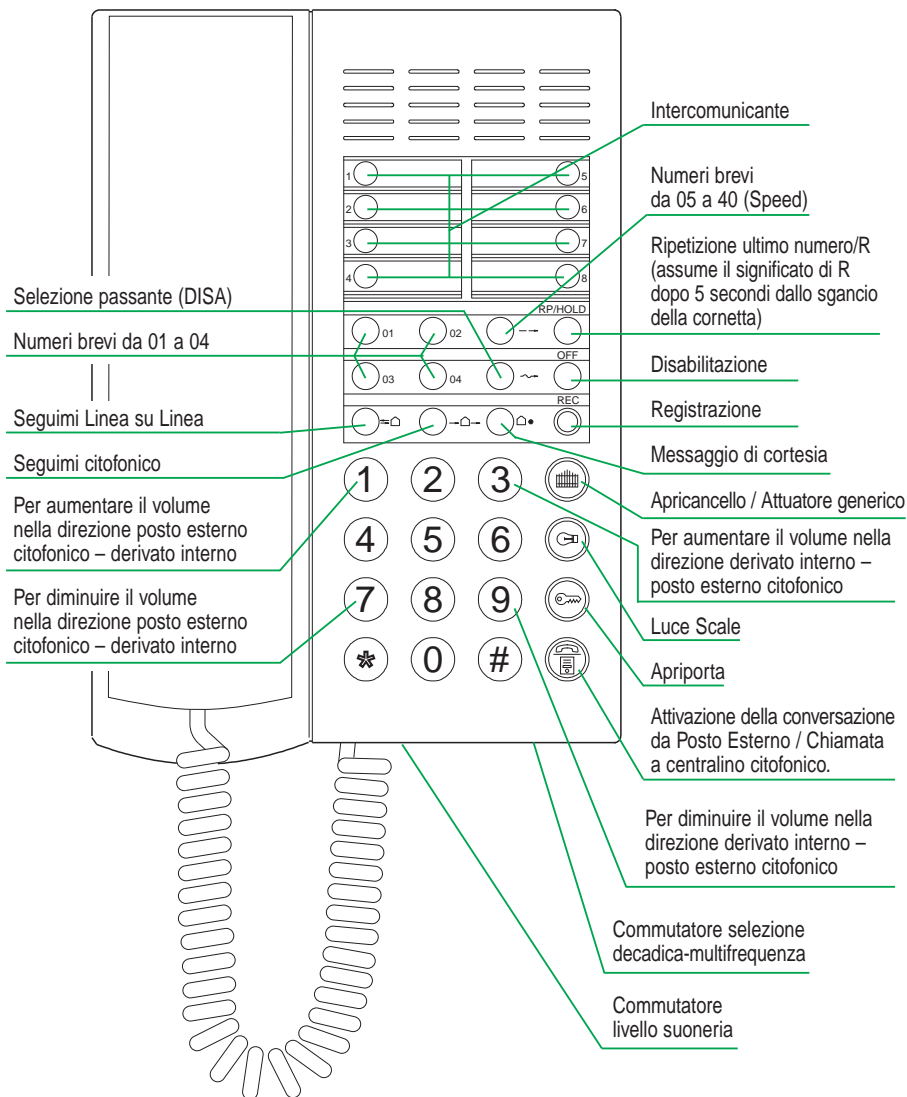 Intercomunicante
Numeri brevi
da 05 a 40 (Speed)
Ripetizione ultimo numero/R
(assume il significato di R
dopo 5 secondi dallo sgancio
della cornetta)
Disabilitazione
Registrazione
Messaggio di cortesia
Apricancello / Attuatore generico
Per aumentare il volume nella
direzione derivato interno –
posto esterno citofonico
Luce Scale
Apriporta
Attivazione della conversazione
da Posto Esterno / Chiamata
a centralino citofonico.
Per diminuire il volume nella
direzione derivato interno –
posto esterno citofonico
Commutatore selezione
decadica-multifrequenza
Commutatore
livello suoneria
Selezione passante (DISA)
Numeri brevi da 01 a 04
Seguimi Linea su Linea
Seguimi citofonico
Per aumentare il volume
nella direzione posto esterno
citofonico – derivato interno
Per diminuire il volume
nella direzione posto esterno
citofonico – derivato interno
1 5
2 6
3 7
4 8
RP/HOLD
01 02
OFF
03 04
REC
1 2 3
4 5 6
7 8 9
* 0 #